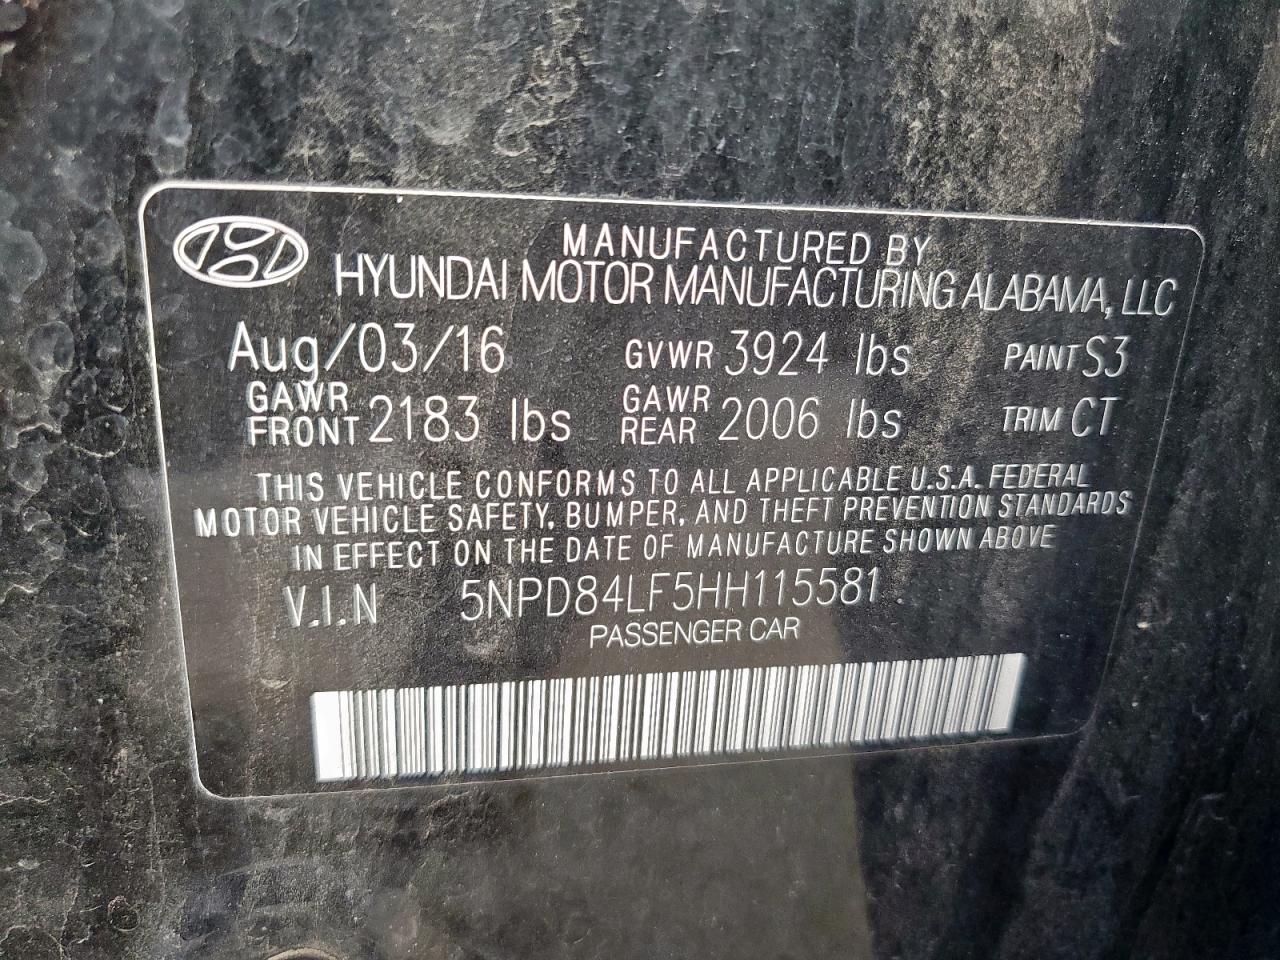 MANUFACTURED BY
HYUNDAI MOTOR MANUFACTURING ALABAMA, LLC
Aug/03/16 GVWR 3924 lbs PAINT S3
GAWR FRONT 2183 lbs GAWR REAR 2006 lbs TRIM CT
THIS VEHICLE CONFORMS TO ALL APPLICABLE U.S.A. FEDERAL
MOTOR VEHICLE SAFETY, BUMPER, AND THEFT PREVENTION STANDARDS
IN EFFECT ON THE DATE OF MANUFACTURE SHOWN ABOVE
V.I.N 5NPD84LF5HH115581
PASSENGER CAR